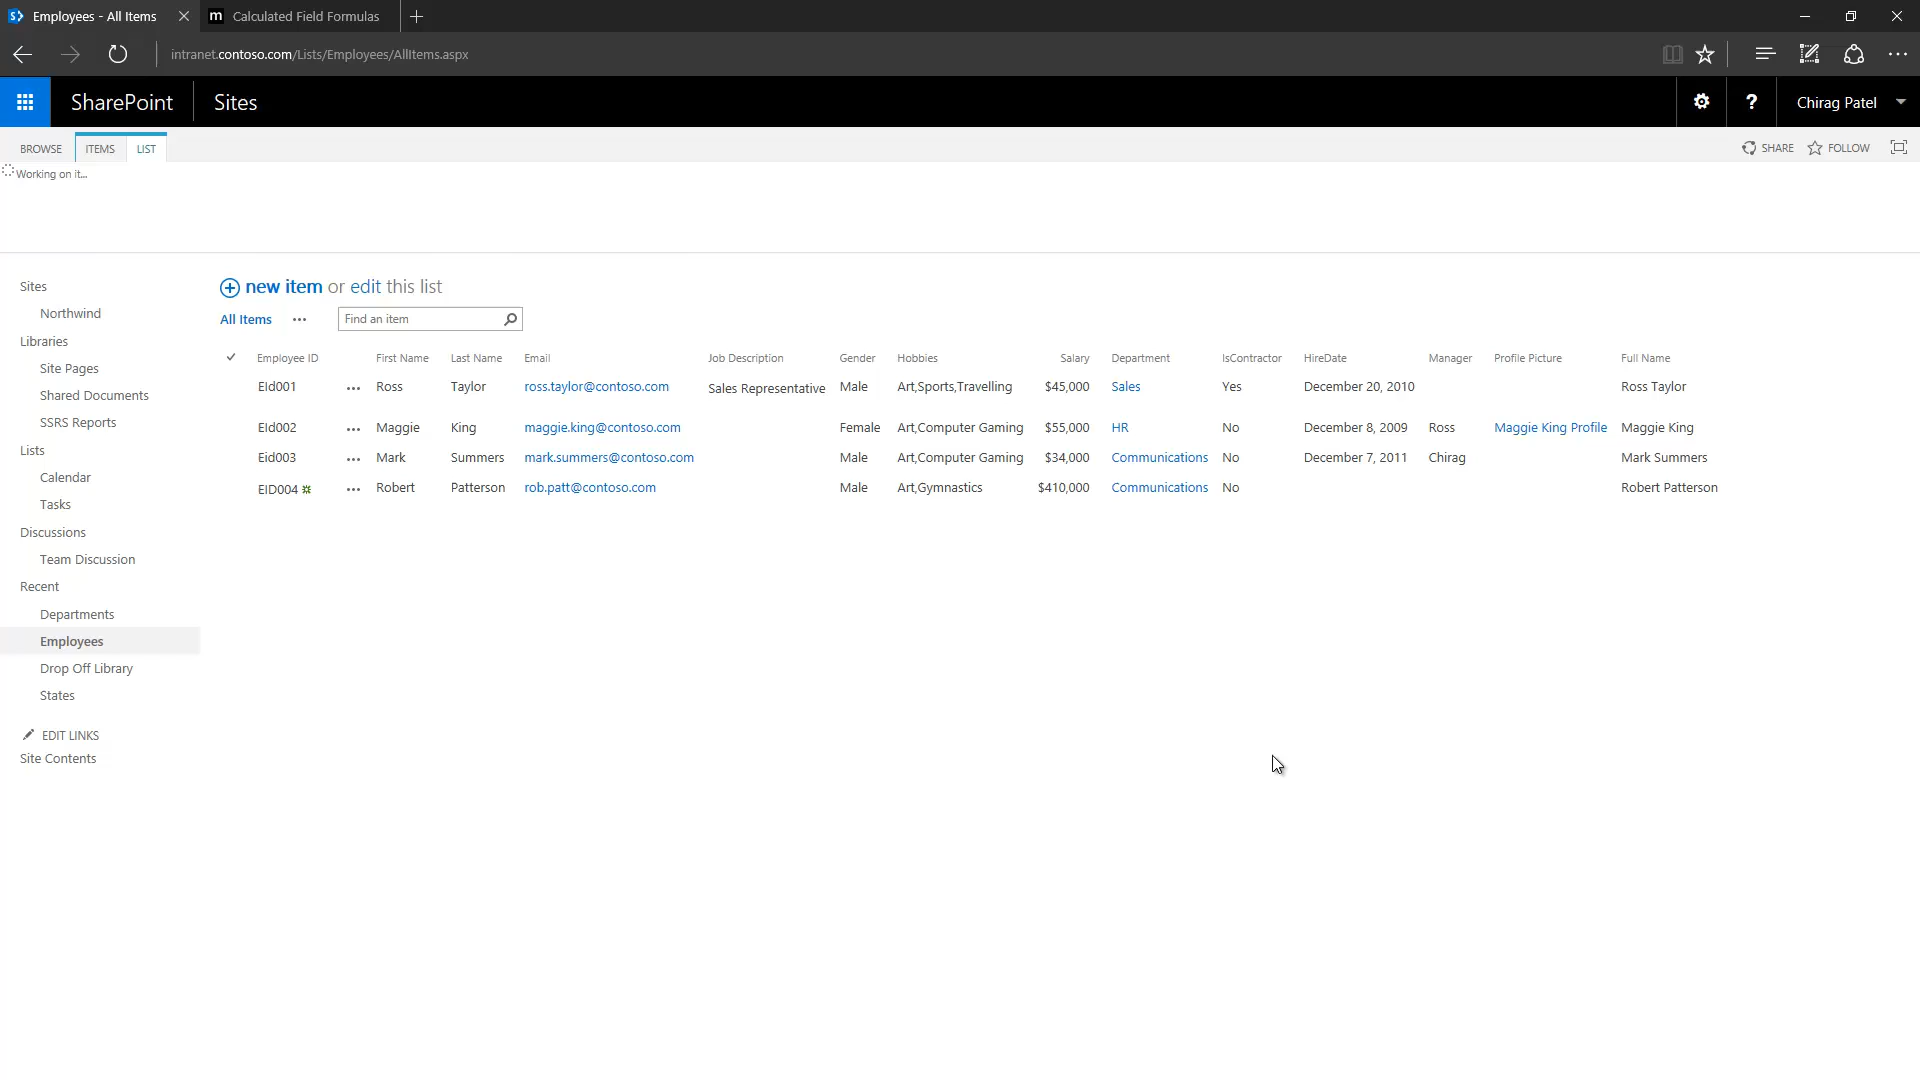 Employees - All Items
m Calculated Field Formulas
intranet.contoso.com/Lists/Employees/AllItems.aspx
SharePoint Sites ? Chirag Patel
BROWSE ITEMS LIST SHARE FOLLOW
Working on it...
Sites
Northwind
Libraries
Site Pages
Shared Documents
SSRS Reports
Lists
Calendar
Tasks
Discussions
Team Discussion
Recent
Departments
Employees
Drop Off Library
States
EDIT LINKS
Site Contents
new item or edit this list
All Items ... Find an item
Employee ID First Name Last Name Email Job Description Gender Hobbies Salary Department IsContractor HireDate Manager Profile Picture Full Name
EId001 ... Ross Taylor ross.taylor@contoso.com Sales Representative Male Art,Sports,Travelling $45,000 Sales Yes December 20, 2010 Ross Taylor
EId002 ... Maggie King maggie.king@contoso.com Female Art,Computer Gaming $55,000 HR No December 8, 2009 Ross Maggie King Profile Maggie King
Eid003 ... Mark Summers mark.summers@contoso.com Male Art,Computer Gaming $34,000 Communications No December 7, 2011 Chirag Mark Summers
EID004 ... Robert Patterson rob.patt@contoso.com Male Art,Gymnastics $410,000 Communications No Robert Patterson